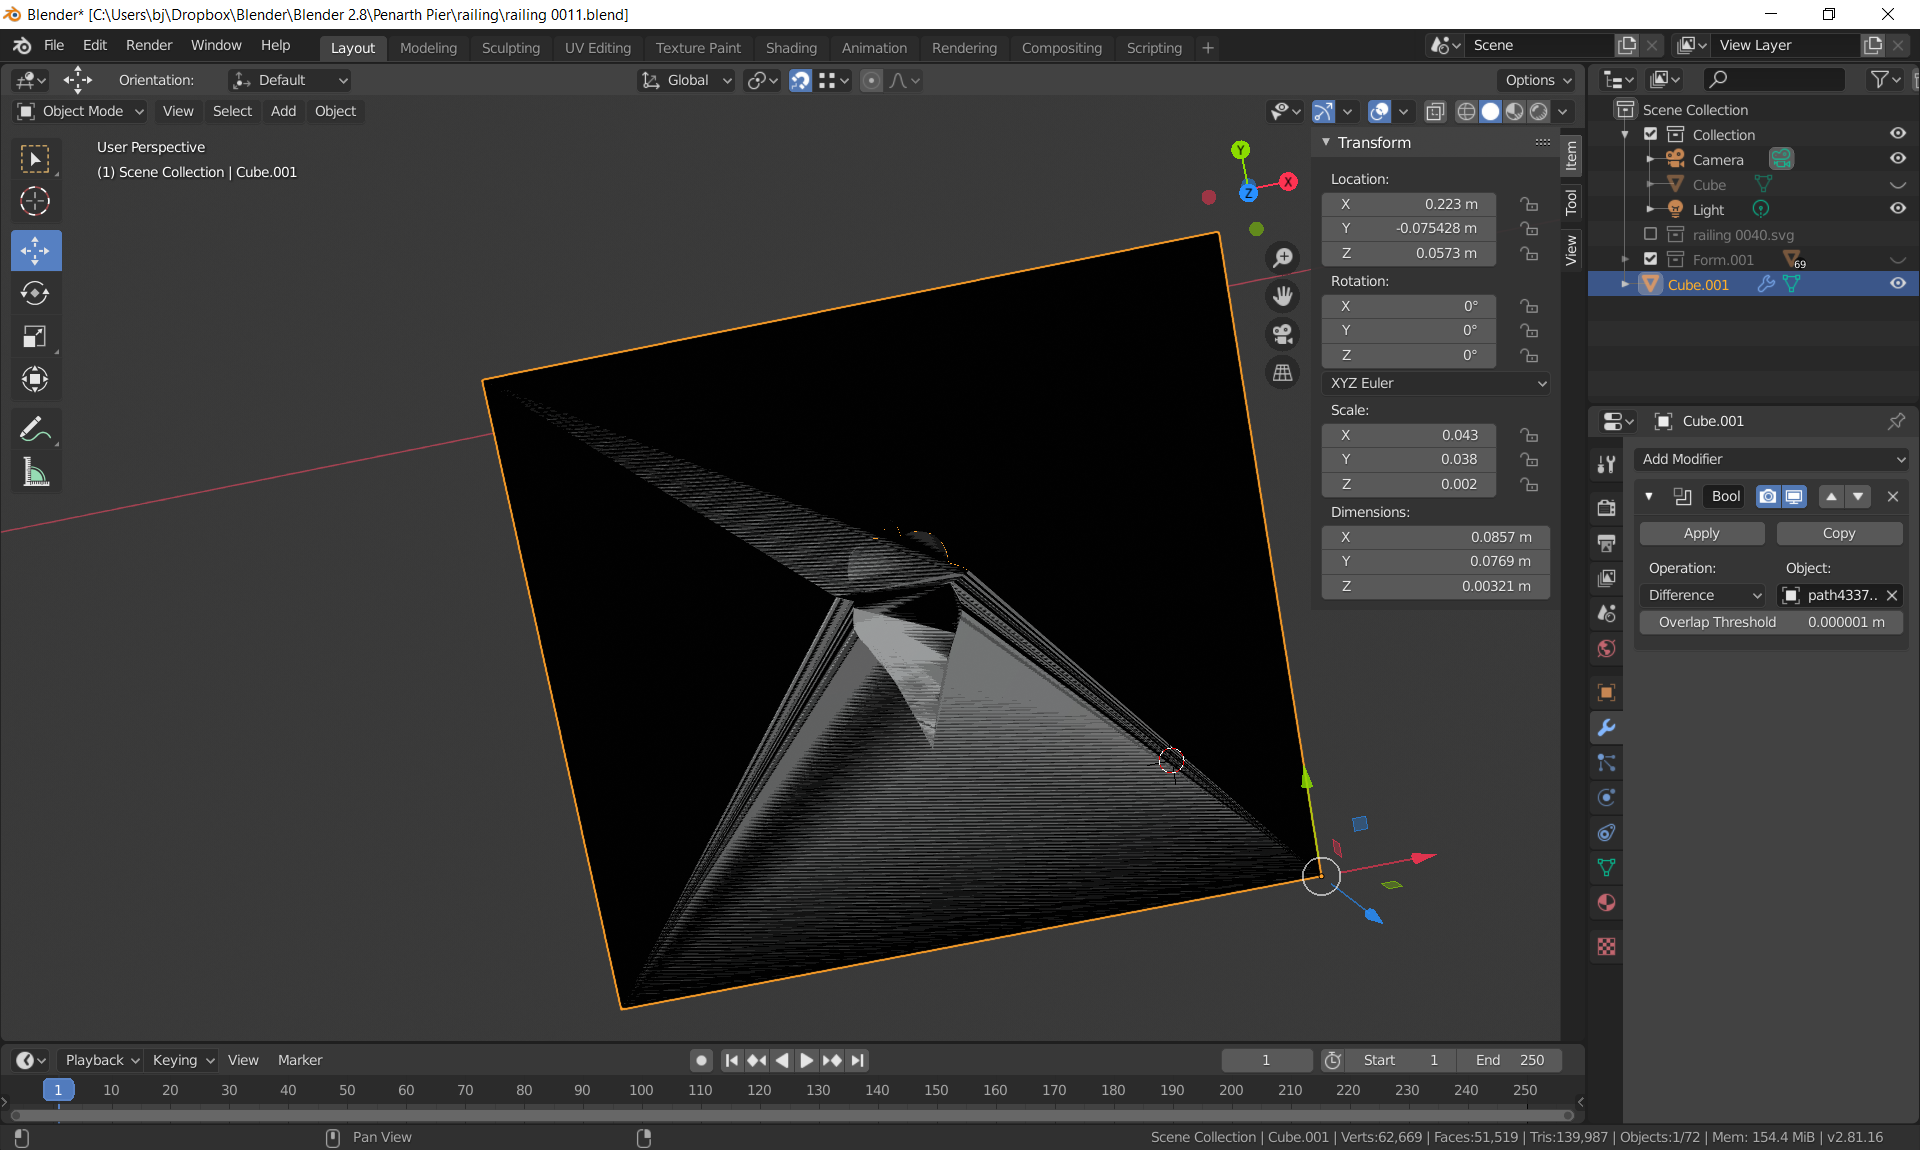 Blender* [C:\Users\bj\Dropbox\Blender\Blender 2.8\Penarth Pier\railing\railing 0011.blend]
File Edit Render Window Help Layout Modeling Sculpting UV Editing Texture Paint Shading Animation Rendering Compositing Scripting + Scene View Layer
Orientation: Default Global Options
Object Mode View Select Add Object
User Perspective
(1) Scene Collection | Cube.001
Y
X
Z
Transform
Location:
X 0.223 m
Y -0.075428 m
Z 0.0573 m
Rotation:
X 0°
Y 0°
Z 0°
XYZ Euler
Scale:
X 0.043
Y 0.038
Z 0.002
Dimensions:
X 0.0857 m
Y 0.0769 m
Z 0.00321 m
Item
Tool
View
Scene Collection
Collection
Camera
Cube
Light
railing 0040.svg
Form.001 69
Cube.001
Cube.001
Add Modifier
Bool
Apply Copy
Operation: Object:
Difference path4337..
Overlap Threshold 0.000001 m
Playback Keying View Marker 1 Start 1 End 250
1 10 20 30 40 50 60 70 80 90 100 110 120 130 140 150 160 170 180 190 200 210 220 230 240 250
Pan View
Scene Collection | Cube.001 | Verts:62,669 | Faces:51,519 | Tris:139,987 | Objects:1/72 | Mem: 154.4 MiB | v2.81.16